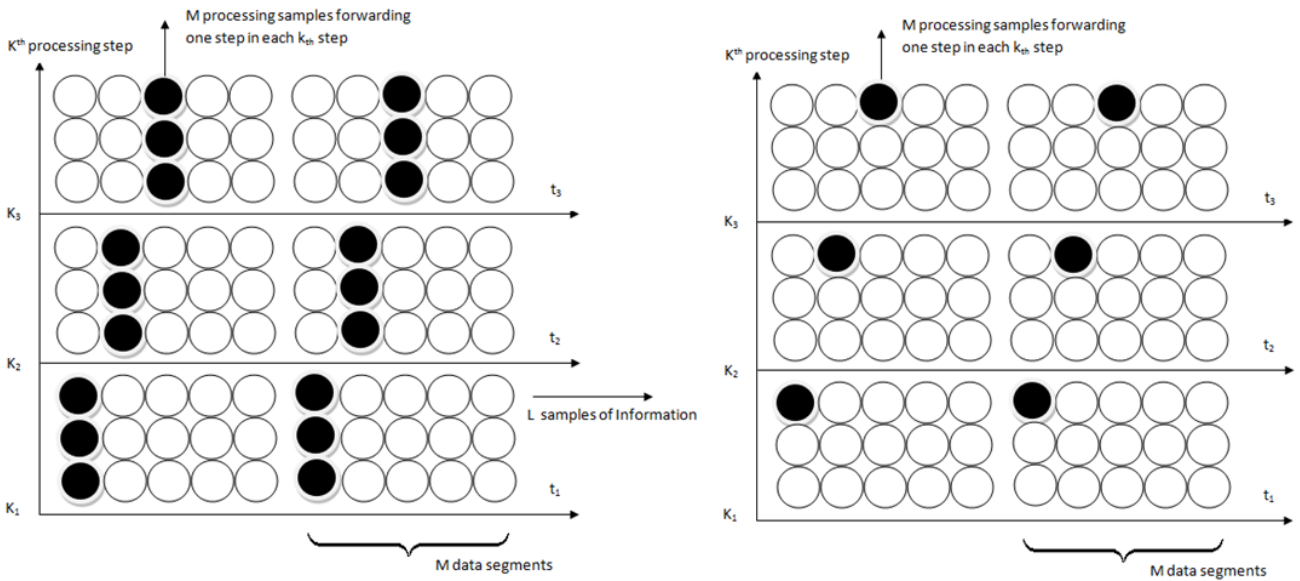 M processing samples forwarding
one step in each kth step
Kth processing step
t3
K3
t2
K2
L samples of Information
t1
K1
M data segments
M processing samples forwarding
one step in each kth step
Kth processing step
t3
K3
t2
K2
t1
K1
M data segments